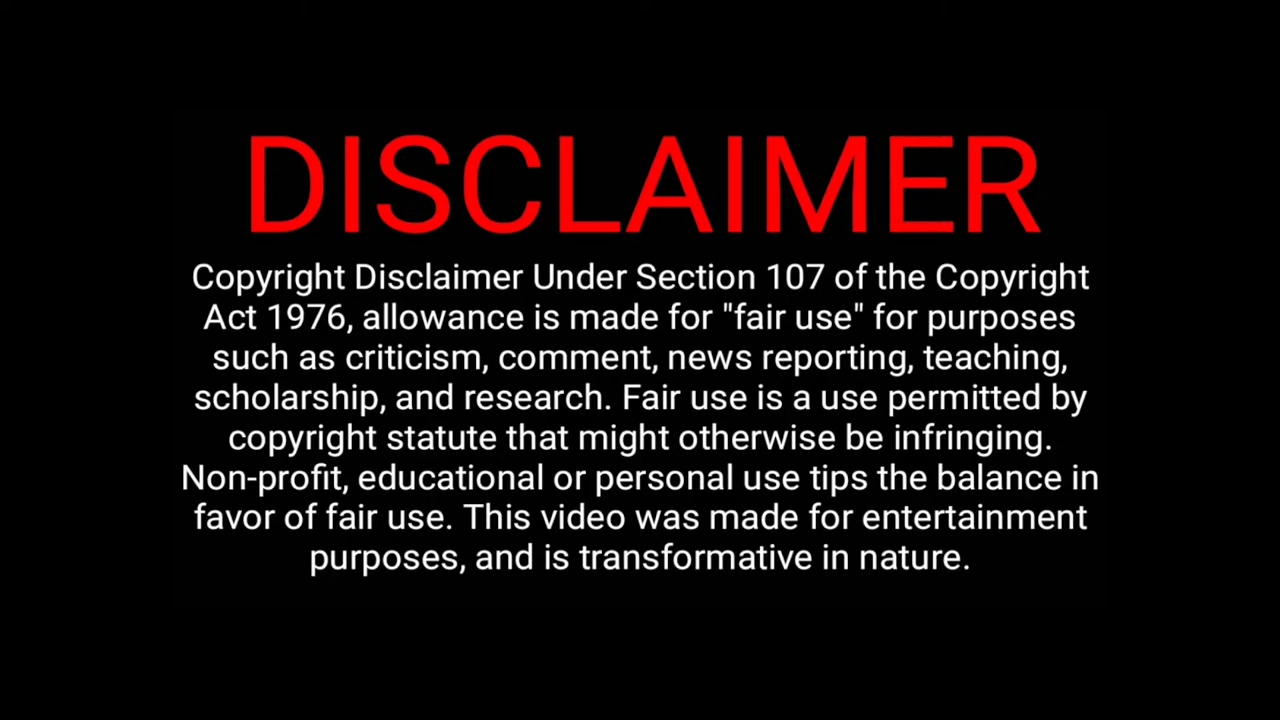 DISCLAIMER
Copyright Disclaimer Under Section 107 of the Copyright
Act 1976, allowance is made for "fair use" for purposes
such as criticism, comment, news reporting, teaching,
scholarship, and research. Fair use is a use permitted by
copyright statute that might otherwise be infringing.
Non-profit, educational or personal use tips the balance in
favor of fair use. This video was made for entertainment
purposes, and is transformative in nature.